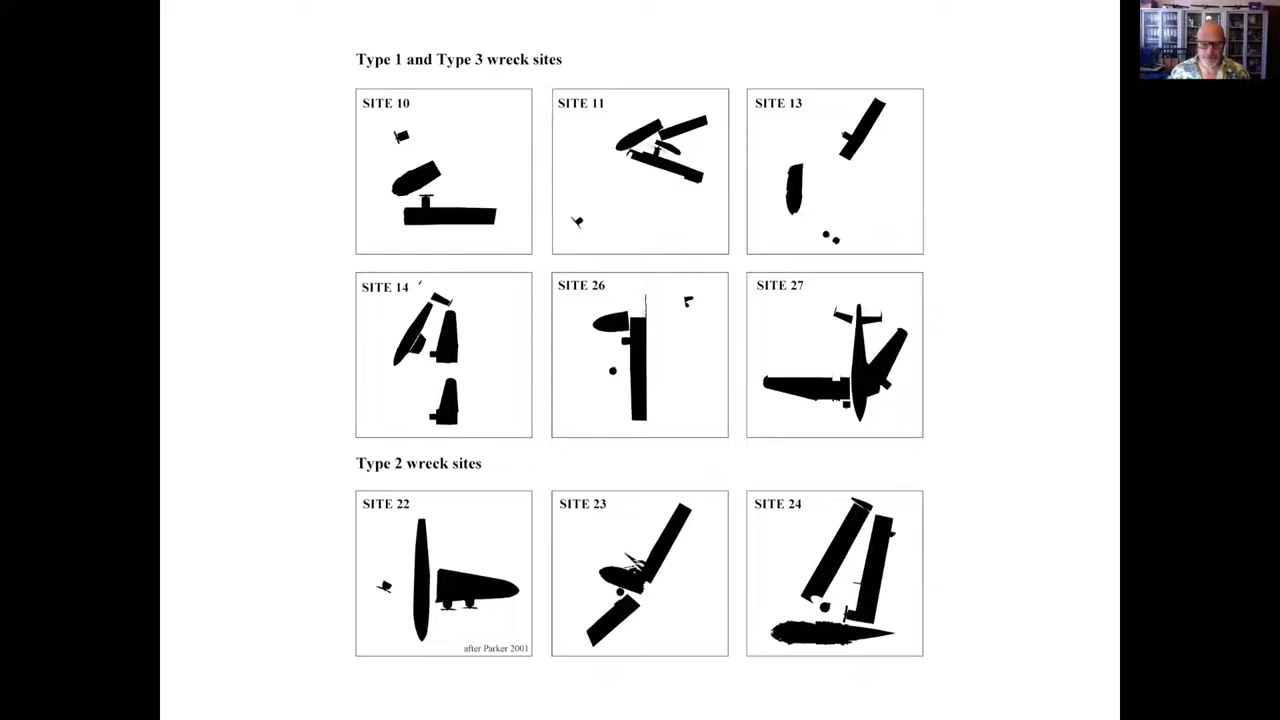 Type 1 and Type 3 wreck sites
SITE 10
SITE 11
SITE 13
SITE 14
SITE 26
SITE 27
Type 2 wreck sites
SITE 22
SITE 23
SITE 24
after Parker 2001